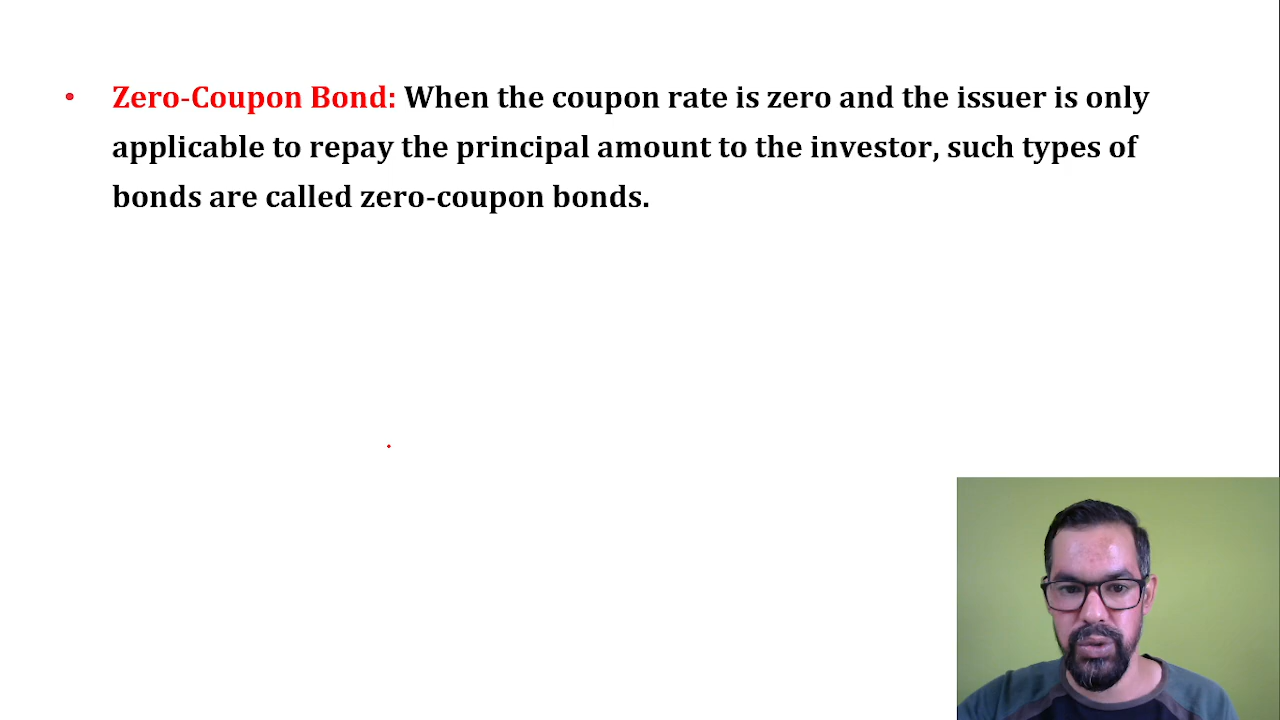 • Zero-Coupon Bond: When the coupon rate is zero and the issuer is only
applicable to repay the principal amount to the investor, such types of
bonds are called zero-coupon bonds.